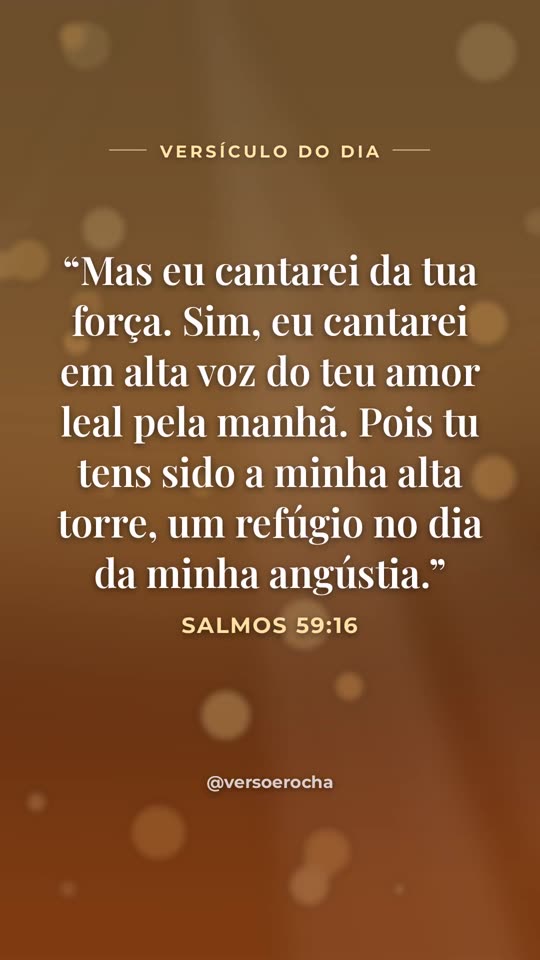 VERSÍCULO DO DIA
“Mas eu cantarei da tua
força. Sim, eu cantarei
em alta voz do teu amor
leal pela manhã. Pois tu
tens sido a minha alta
torre, um refúgio no dia
da minha angústia.”
SALMOS 59:16
@versoerocha